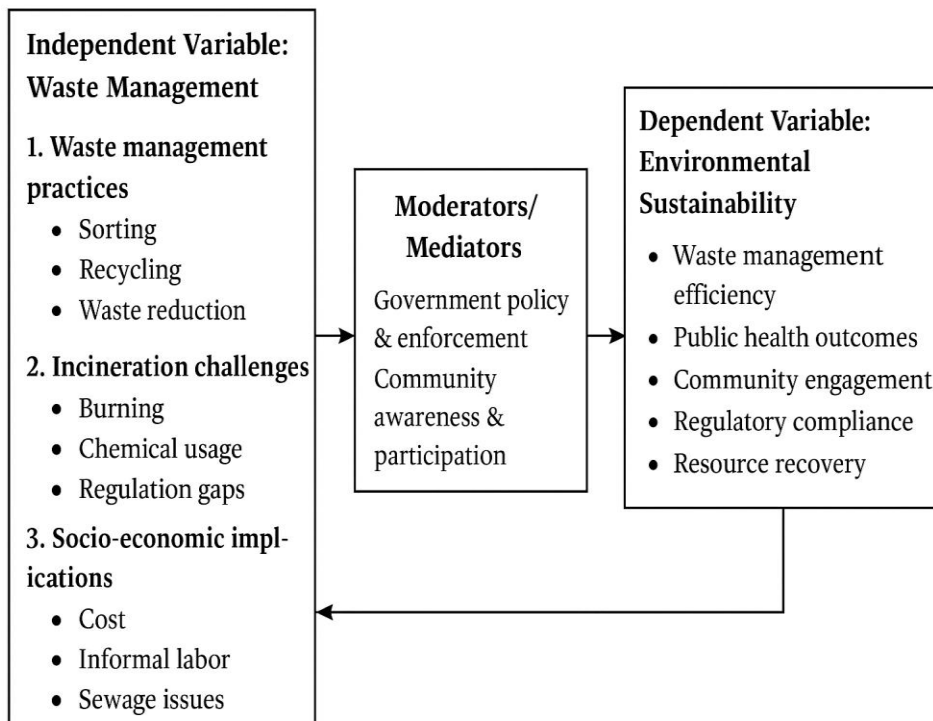 Independent Variable:
Waste Management
1. Waste management
practices
• Sorting
• Recycling
• Waste reduction
2. Incineration challenges
• Burning
• Chemical usage
• Regulation gaps
3. Socio-economic impl-
ications
• Cost
• Informal labor
• Sewage issues
Moderators/
Mediators
Government policy
& enforcement
Community
awareness &
participation
Dependent Variable:
Environmental
Sustainability
• Waste management
efficiency
• Public health outcomes
• Community engagement
• Regulatory compliance
• Resource recovery